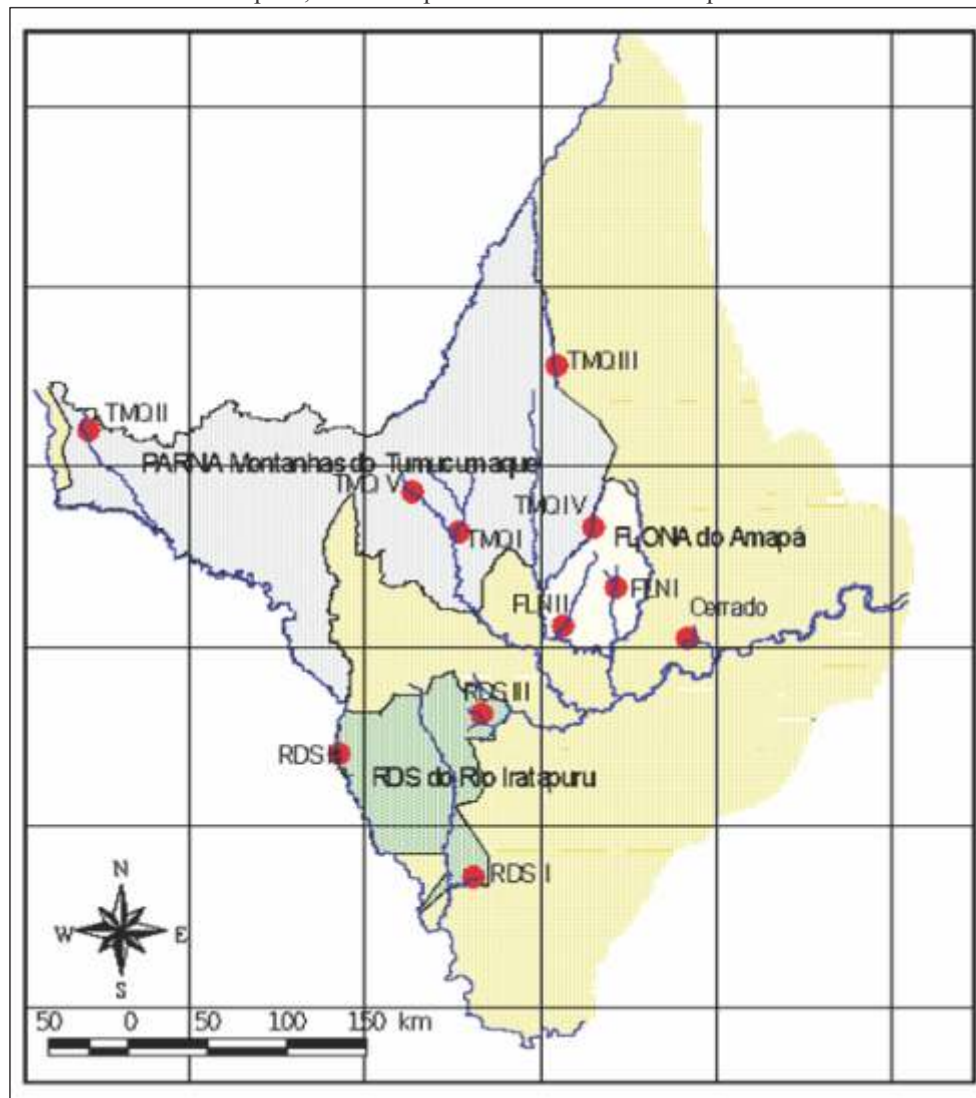 TMQ III
TMQ II
PARNA Montanhas do Tumucumaque
TMQ V
TMQ IV
TMQ I
FLONA do Amapá
FLN I
FLN II
Cerrado
RDS III
RDS II
RDS do Rio Iratapuru
RDS I
N
W E
S
50 0 50 100 150 km